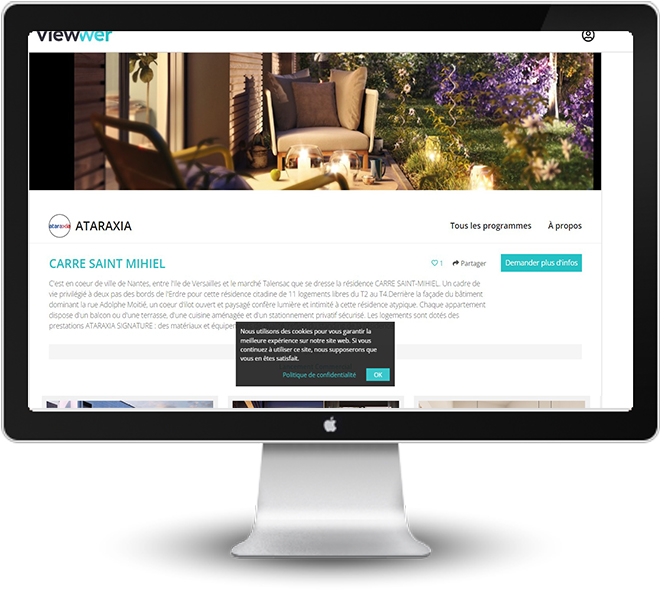 viewwer
ataraxia
ATARAXIA
Tous les programmes
À propos
CARRE SAINT MIHIEL
1
Partager
Demander plus d'infos
C'est en coeur de ville de Nantes, entre l'Ile de Versailles et le marché Talensac que se dresse la résidence CARRE SAINT-MIHIEL. Un cadre de
vie privilégié à deux pas des bords de l'Erdre pour cette résidence citadine de 11 logements libres du T2 au T4.Derrière la façade du bâtiment
dominant la rue Adolphe Moitié, un coeur d'ilot ouvert et paysagé confère lumière et intimité à cette résidence atypique. Chaque appartement
dispose d'un balcon ou d'une terrasse, d'une cuisine aménagée et d'un stationnement privatif sécurisé. Les logements sont dotés des
prestations ATARAXIA SIGNATURE : des matériaux et équipem
Nous utilisons des cookies pour vous garantir la
meilleure expérience sur notre site web. Si vous
continuez à utiliser ce site, nous supposerons que
vous en êtes satisfait.
Politique de confidentialité
OK